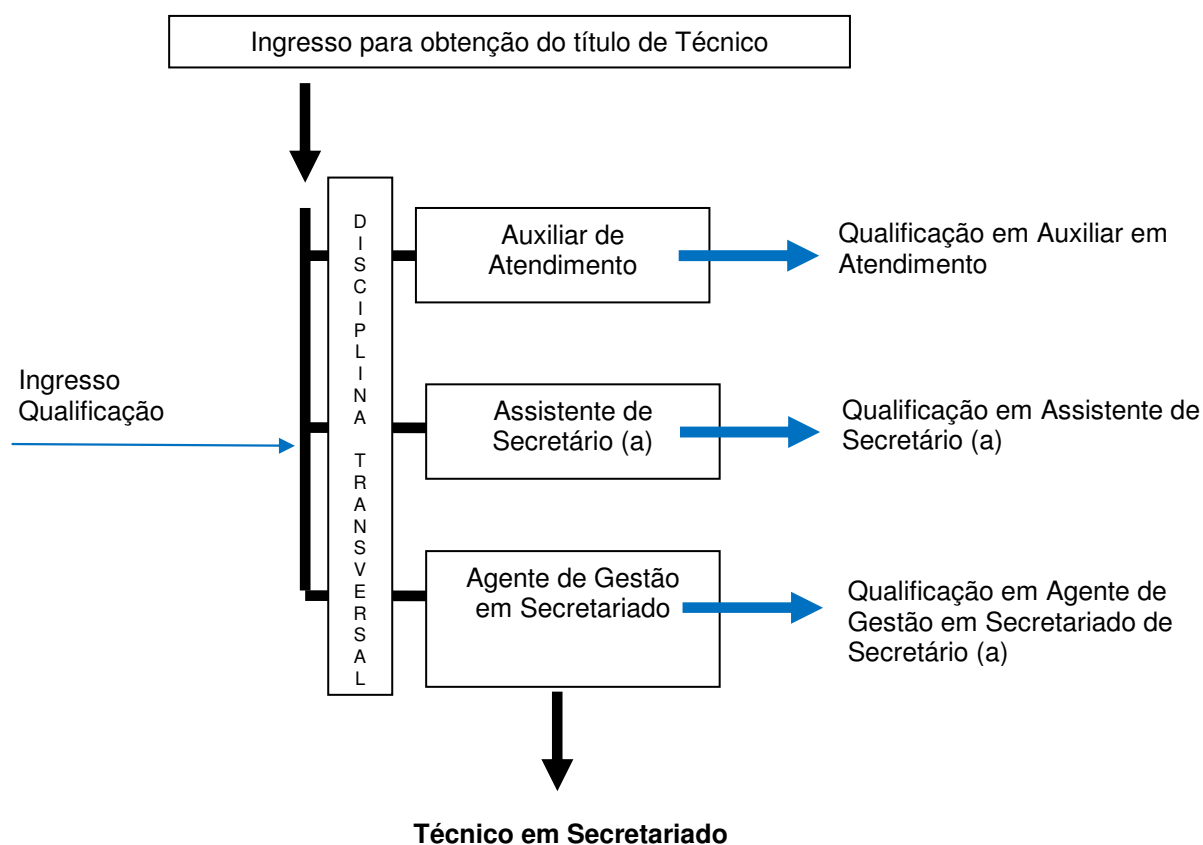 Ingresso para obtenção do título de Técnico
DISCIPLINA TRANSVERSAL
Auxiliar de
Atendimento
Qualificação em Auxiliar em
Atendimento
Ingresso
Qualificação
Assistente de
Secretário (a)
Qualificação em Assistente de
Secretário (a)
Agente de Gestão
em Secretariado
Qualificação em Agente de
Gestão em Secretariado de
Secretário (a)
Técnico em Secretariado